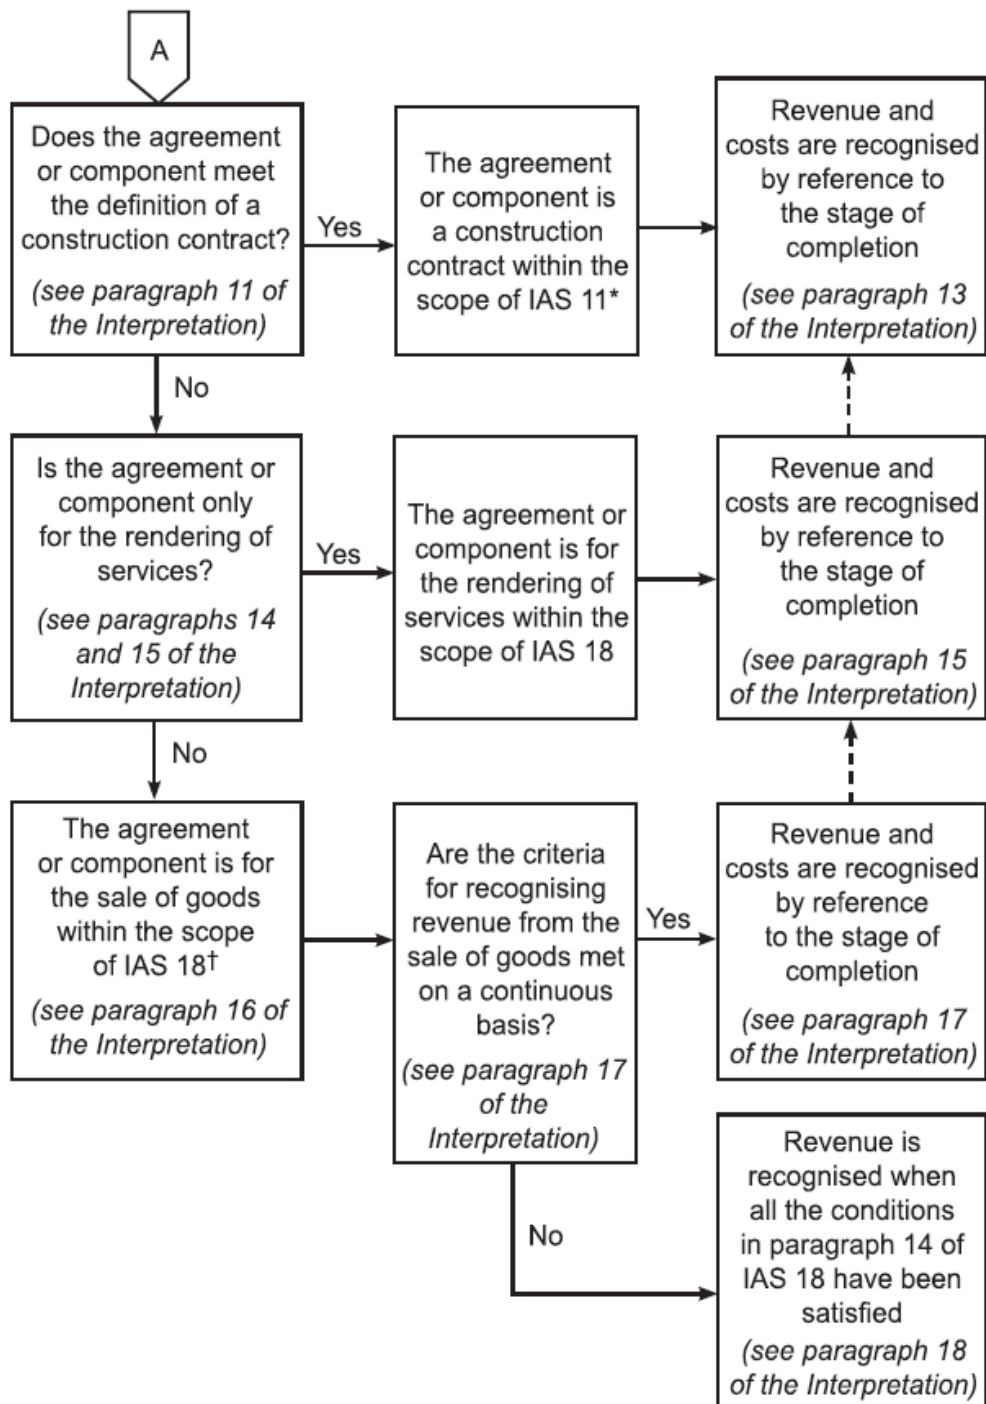 A
Does the agreement
or component meet
the definition of a
construction contract?
(see paragraph 11 of
the Interpretation)
Yes
The agreement
or component is
a construction
contract within the
scope of IAS 11*
Revenue and
costs are recognised
by reference to
the stage of
completion
(see paragraph 13
of the Interpretation)
No
Is the agreement or
component only
for the rendering of
services?
(see paragraphs 14
and 15 of the
Interpretation)
Yes
The agreement or
component is for
the rendering of
services within the
scope of IAS 18
Revenue and
costs are recognised
by reference to
the stage of
completion
(see paragraph 15
of the Interpretation)
No
The agreement
or component is for
the sale of goods
within the scope
of IAS 18†
(see paragraph 16 of
the Interpretation)
Are the criteria
for recognising
revenue from the
sale of goods met
on a continuous
basis?
(see paragraph 17
of the
Interpretation)
Yes
Revenue and
costs are recognised
by reference
to the stage of
completion
(see paragraph 17
of the Interpretation)
No
Revenue is
recognised when
all the conditions
in paragraph 14 of
IAS 18 have been
satisfied
(see paragraph 18
of the Interpretation)